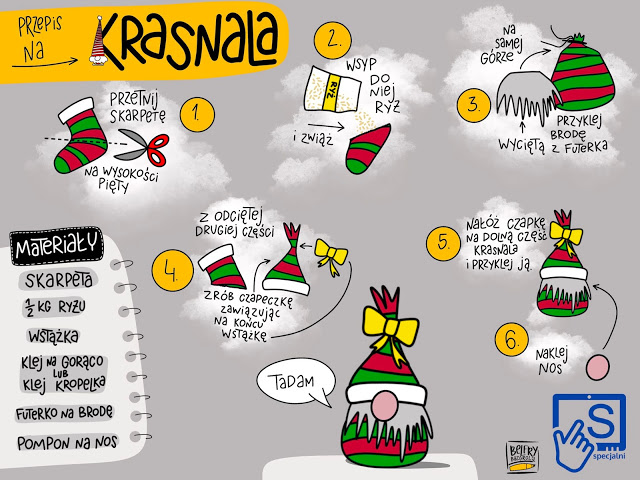 PRZEPIS
NA
KRASNALA
1.
PRZETNIJ
SKARPETĘ
NA WYSOKOŚCI
PIĘTY
2.
WSYP
DO
NIEJ
RYŻ
RYŻ
i ZWIĄŻ
3.
NA
SAMEJ
GÓRZE
PRZYKLEJ
BRODĘ
Z FUTERKA
WYCIĘTĄ
MATERIAŁY
SKARPETA
1/2 KG RYŻU
WSTĄŻKA
KLEJ NA GORĄCO
LUB
KLEJ KROPELKA
FUTERKO NA BRODĘ
POMPON NA NOS
4.
Z ODCIĘTEJ
DRUGIEJ CZĘŚCI
ZRÓB CZAPECZKĘ
ZAWIĄZUJĄC
NA KOŃCU
WSTĄŻKĘ
5.
NAŁÓŻ CZAPKĘ
NA DOLNĄ CZĘŚĆ
KRASNALA
i PRZYKLEJ JĄ.
6.
NAKLEJ
NOS
TADAM
S
specjalni